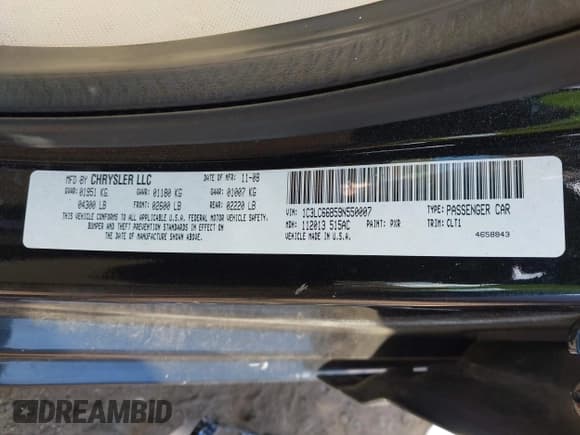 MFD BY CHRYSLER LLC DATE OF MFR: 11-09
GVWR: 01951 KG. GAWR: 01180 KG GAWR: 01007 KG
04300 LB FRONT: 02600 LB REAR: 02220 LB
THIS VEHICLE CONFORMS TO ALL APPLICABLE U.S.A. FEDERAL MOTOR VEHICLE SAFETY,
BUMPER AND THEFT PREVENTION STANDARDS IN EFFECT ON
THE DATE OF MANUFACTURE SHOWN ABOVE.
VIN: 1C3LC66859N550007 TYPE: PASSENGER CAR
MDH: 112013 515AC PAINT: PXR TRIM: CLT1
VEHICLE MADE IN U.S.A. 4658843
DREAMBID